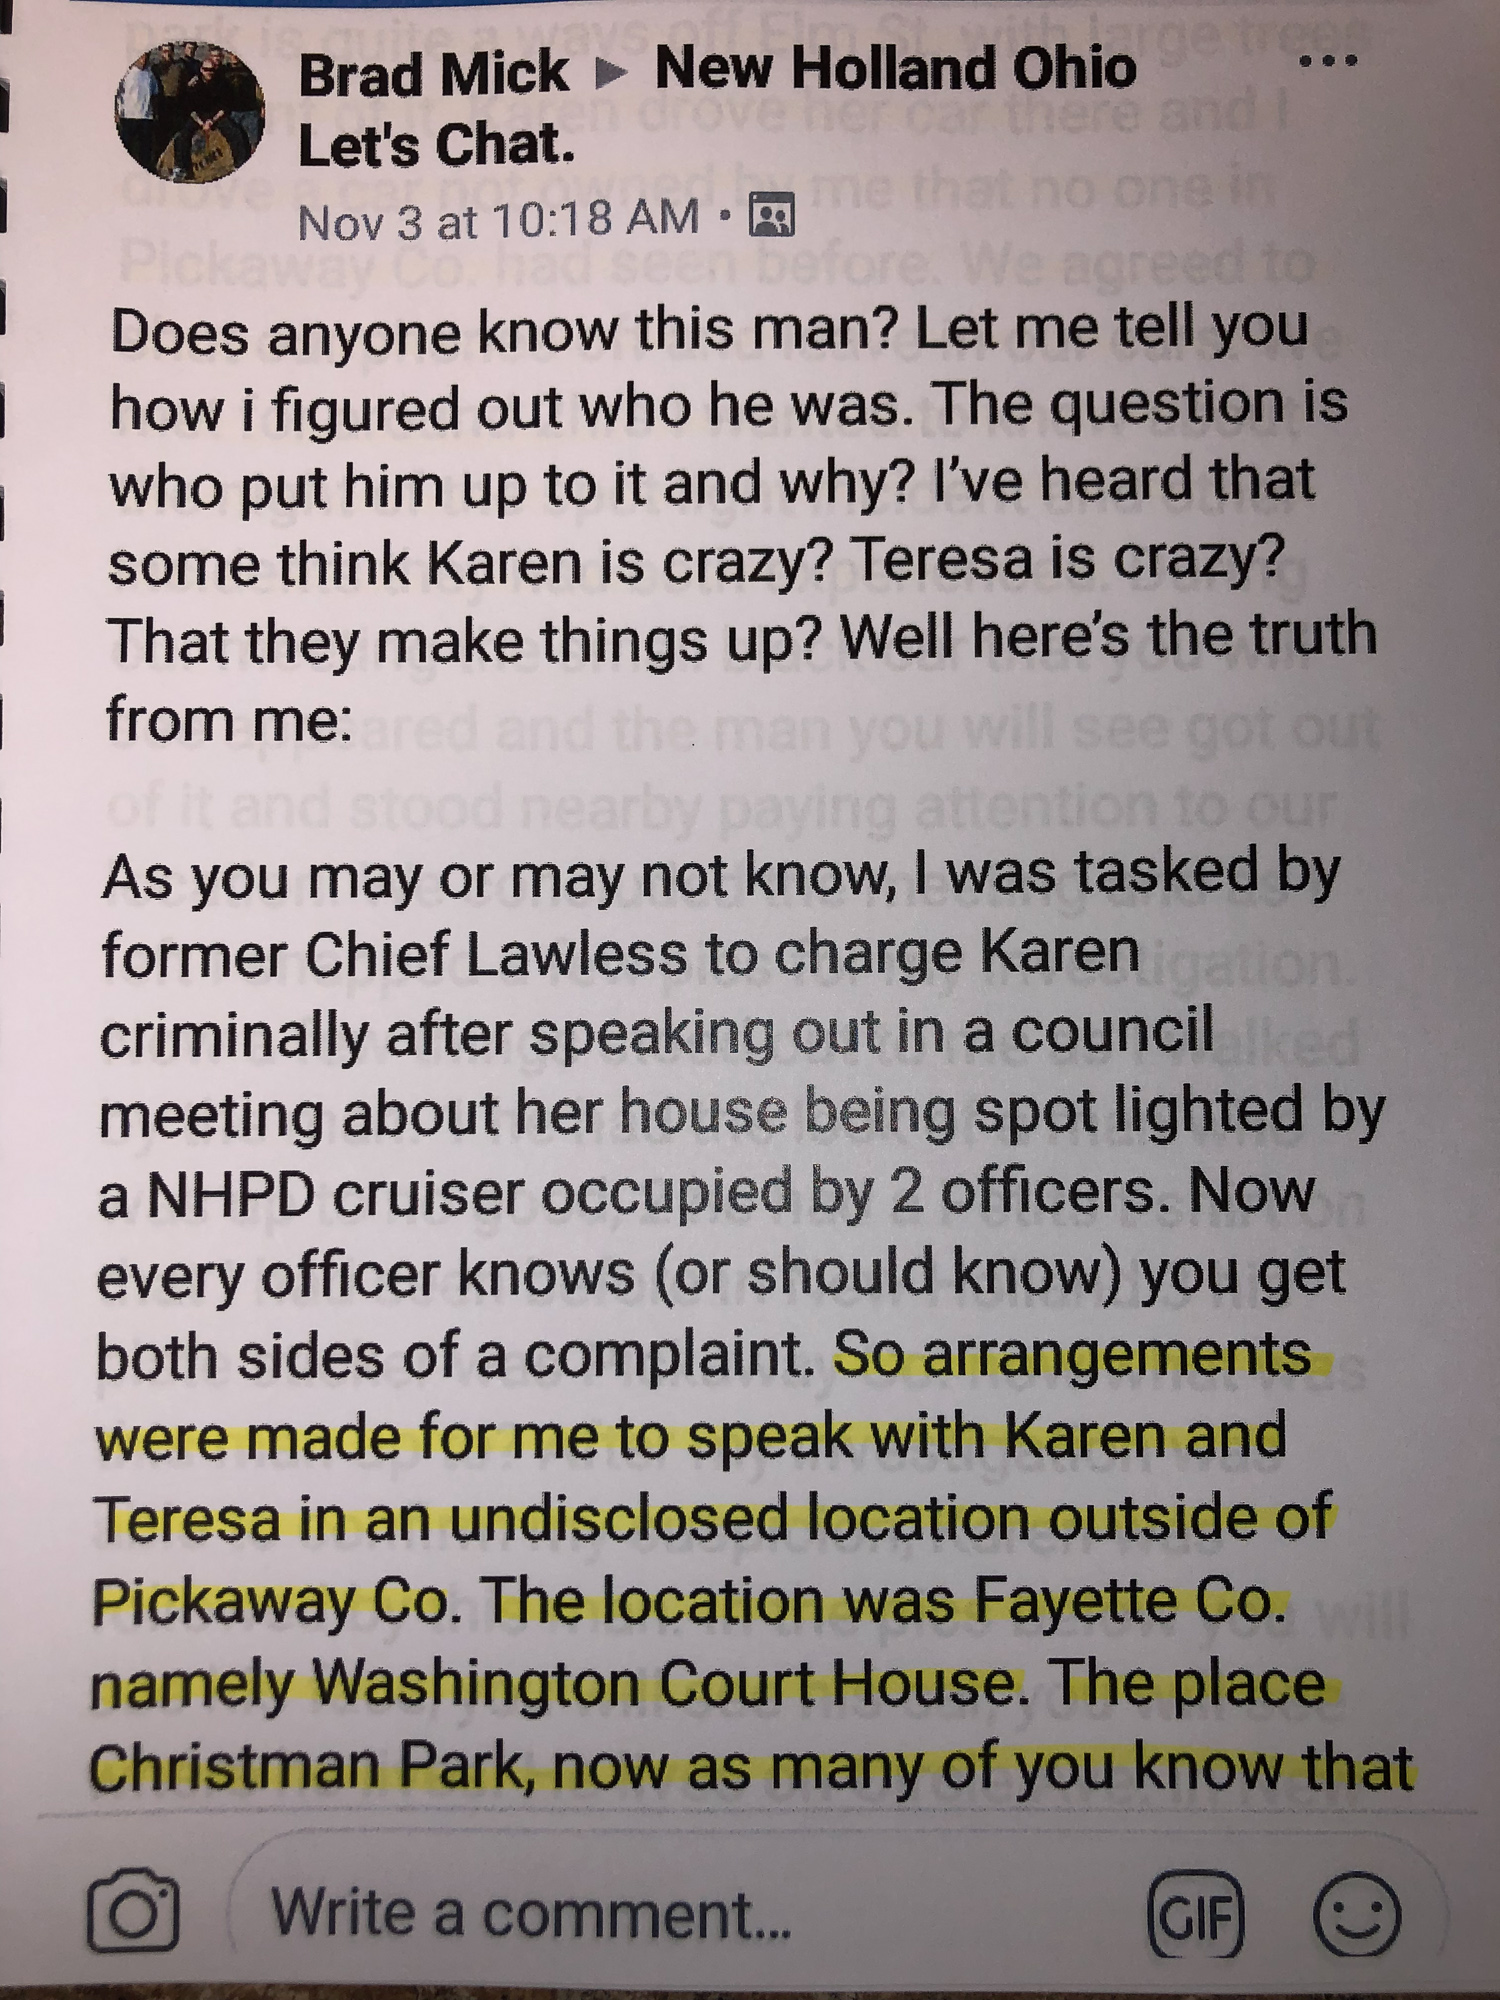 Brad Mick ▶ New Holland Ohio
Let's Chat.
Nov 3 at 10:18 AM ·
Does anyone know this man? Let me tell you
how i figured out who he was. The question is
who put him up to it and why? I've heard that
some think Karen is crazy? Teresa is crazy?
That they make things up? Well here's the truth
from me:
As you may or may not know, I was tasked by
former Chief Lawless to charge Karen
criminally after speaking out in a council
meeting about her house being spot lighted by
a NHPD cruiser occupied by 2 officers. Now
every officer knows (or should know) you get
both sides of a complaint. So arrangements
were made for me to speak with Karen and
Teresa in an undisclosed location outside of
Pickaway Co. The location was Fayette Co.
namely Washington Court House. The place
Christman Park, now as many of you know that
Write a comment...
GIF